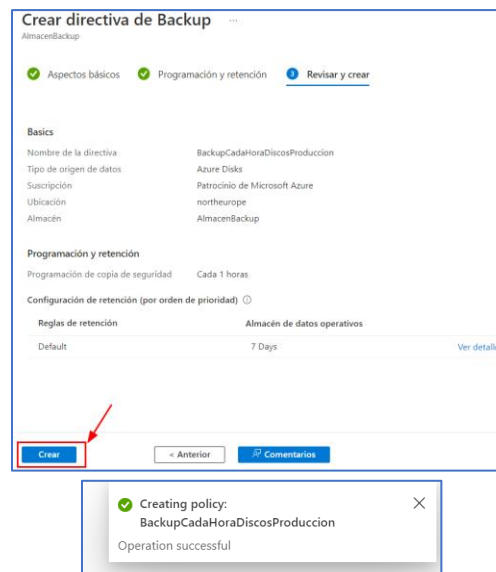 Crear directiva de Backup ...
AlmacenBackup
Aspectos básicos Programación y retención 3 Revisar y crear
Basics
Nombre de la directiva BackupCadaHoraDiscosProduccion
Tipo de origen de datos Azure Disks
Suscripción Patrocinio de Microsoft Azure
Ubicación northeurope
Almacén AlmacenBackup
Programación y retención
Programación de copia de seguridad Cada 1 horas
Configuración de retención (por orden de prioridad)
Reglas de retención Almacén de datos operativos
Default 7 Days Ver detall
Crear < Anterior Comentarios
Creating policy:
BackupCadaHoraDiscosProduccion
Operation successful